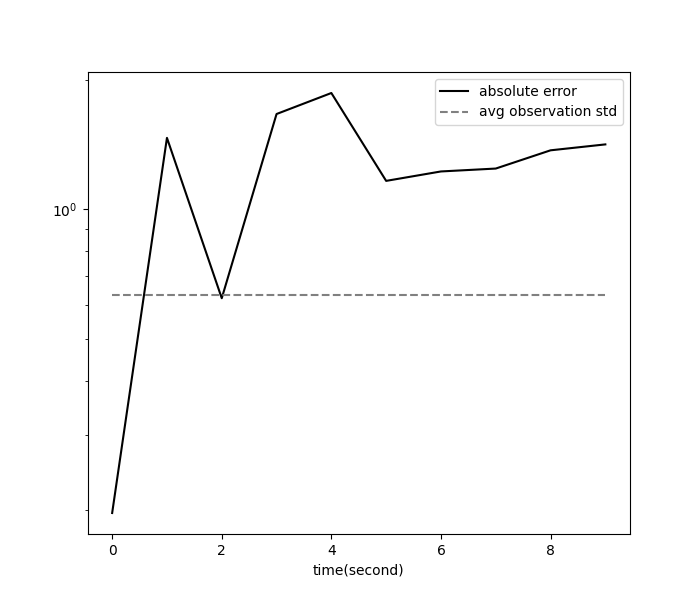 absolute error
avg observation std
10⁰
0 2 4 6 8
time(second)